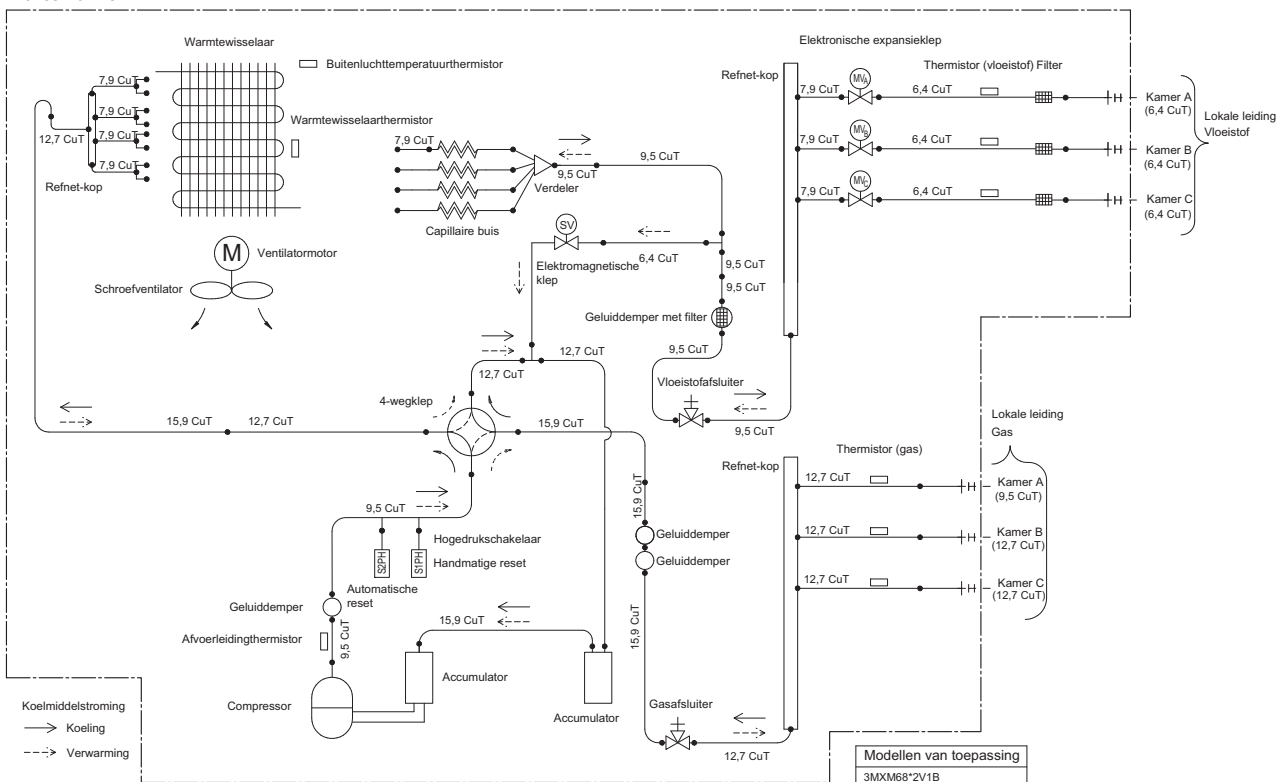 Warmtewisselaar
Buitenluchttemperatuurthermistor
7,9 CuT
7,9 CuT
7,9 CuT
7,9 CuT
12,7 CuT
Refnet-kop
Warmtewisselaarthermistor
M
Ventilatormotor
Schroefventilator
7,9 CuT
Capillaire buis
Verdeler
9,5 CuT
9,5 CuT
SV
Elektromagnetische
klep
6,4 CuT
9,5 CuT
9,5 CuT
Geluiddemper met filter
9,5 CuT
Vloeistofafsluiter
9,5 CuT
Elektronische expansieklep
Refnet-kop
Thermistor (vloeistof) Filter
7,9 CuT
MVA
6,4 CuT
Kamer A
(6,4 CuT)
7,9 CuT
MVB
6,4 CuT
Kamer B
(6,4 CuT)
7,9 CuT
MVC
6,4 CuT
Kamer C
(6,4 CuT)
Lokale leiding
Vloeistof
12,7 CuT
12,7 CuT
4-wegklep
15,9 CuT
12,7 CuT
15,9 CuT
9,5 CuT
Hogedrukschakelaar
S2PH
S1PH
Handmatige reset
Automatische
reset
Geluiddemper
Afvoerleidingthermistor
9,5 CuT
Compressor
15,9 CuT
Accumulator
Accumulator
15,9 CuT
Geluiddemper
Geluiddemper
15,9 CuT
Gasafsluiter
12,7 CuT
Refnet-kop
Thermistor (gas)
Lokale leiding
Gas
12,7 CuT
Kamer A
(9,5 CuT)
12,7 CuT
Kamer B
(12,7 CuT)
12,7 CuT
Kamer C
(12,7 CuT)
Koelmiddelstroming
Koeling
Verwarming
Modellen van toepassing
3MXM68*2V1B